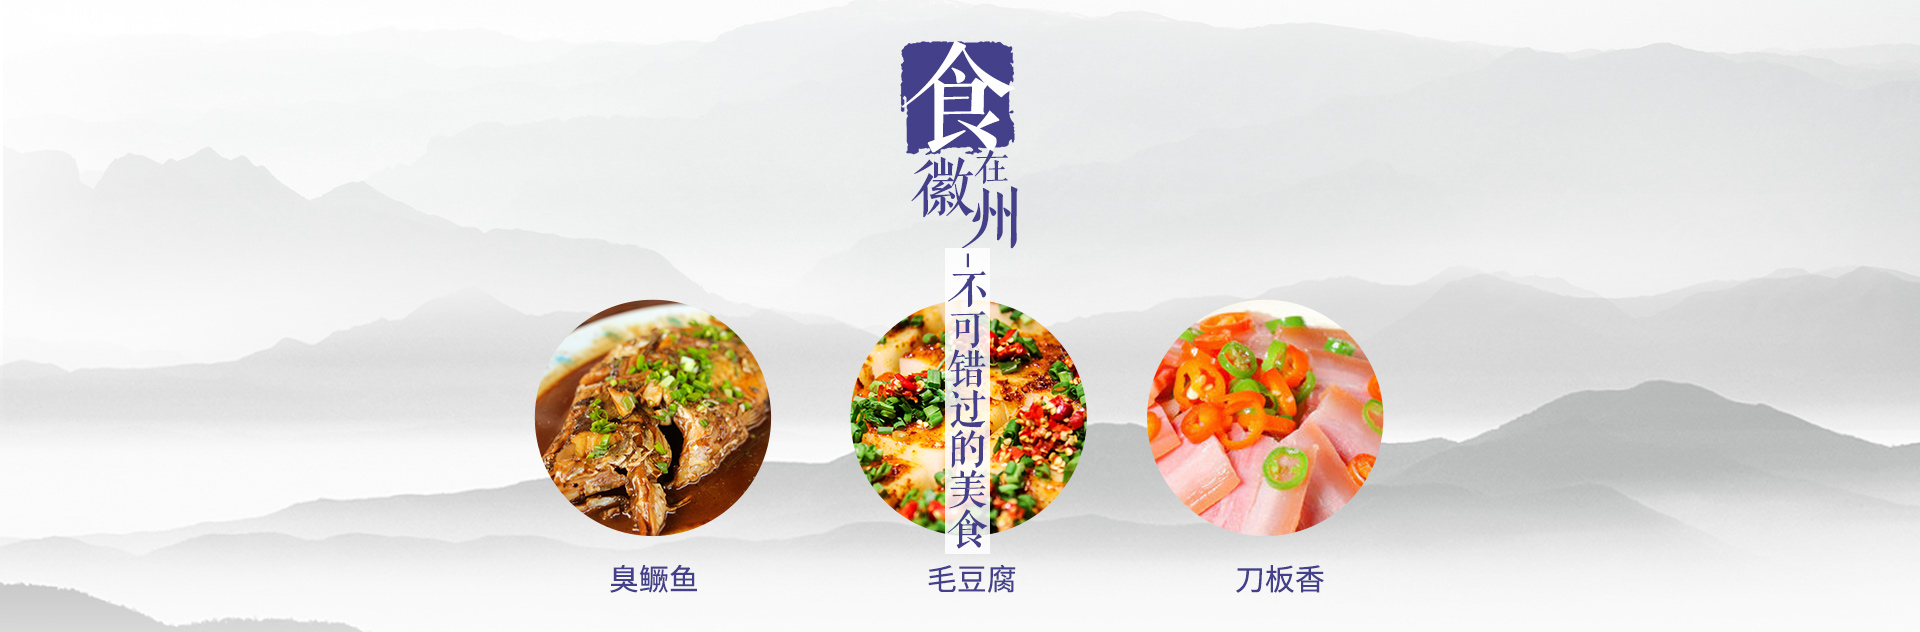 食在徽州
-不可错过的美食
臭鳜鱼
毛豆腐
刀板香